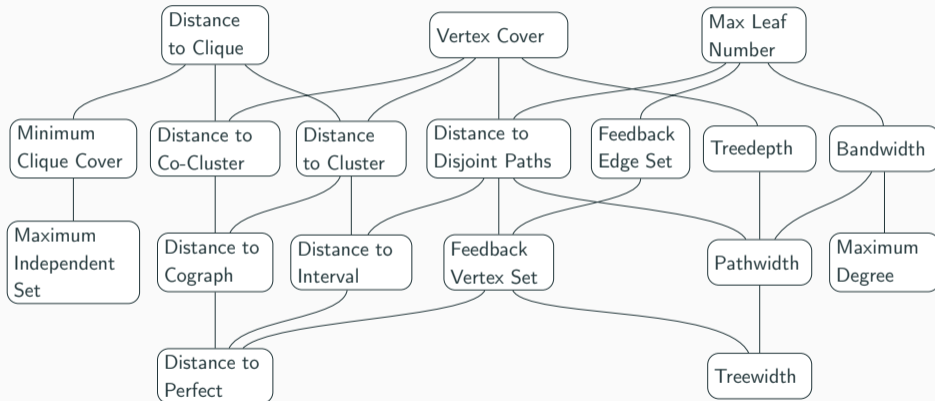 Distance
to Clique
Vertex Cover
Max Leaf
Number
Minimum
Clique Cover
Distance to
Co-Cluster
Distance
to Cluster
Distance to
Disjoint Paths
Feedback
Edge Set
Treedepth
Bandwidth
Maximum
Independent
Set
Distance to
Cograph
Distance to
Interval
Feedback
Vertex Set
Pathwidth
Maximum
Degree
Distance to
Perfect
Treewidth